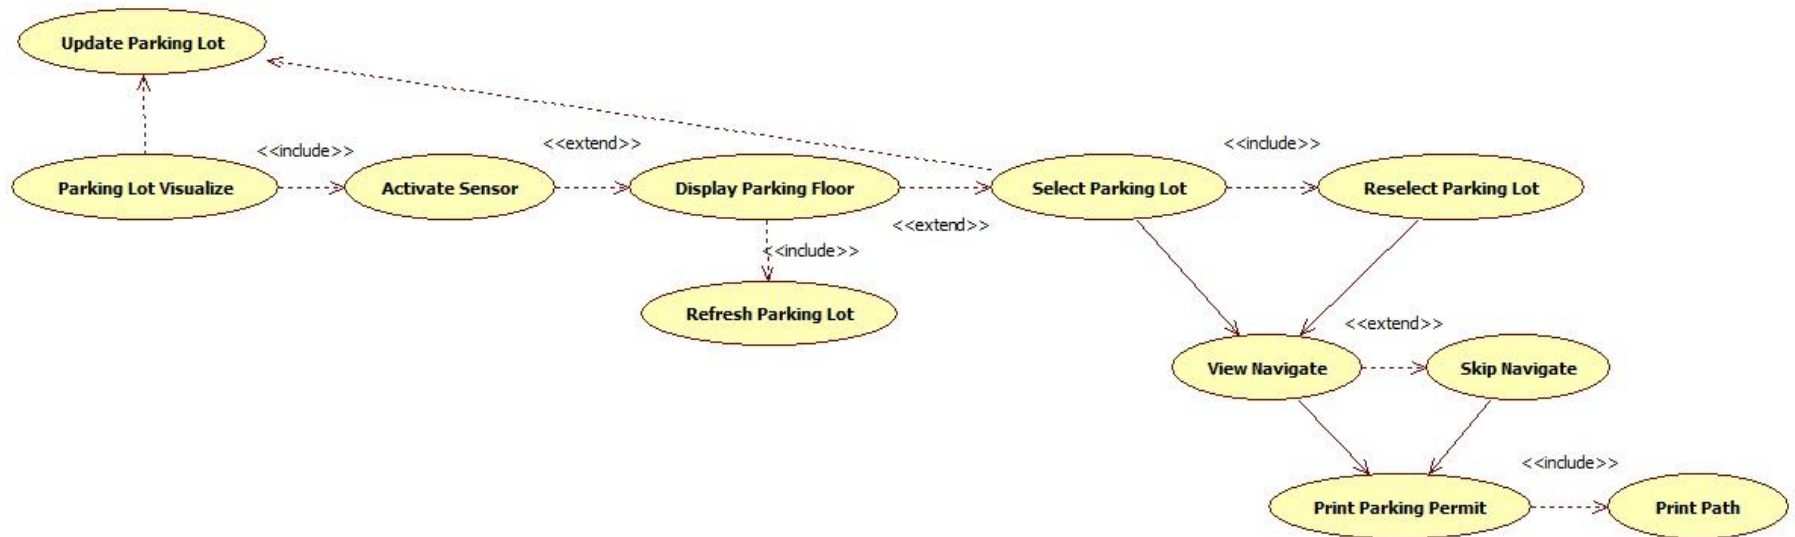 Update Parking Lot
<<include>>
<<extend>>
<<include>>
Parking Lot Visualize
Activate Sensor
Display Parking Floor
Select Parking Lot
Reselect Parking Lot
<<extend>>
<<include>>
Refresh Parking Lot
<<extend>>
View Navigate
Skip Navigate
<<include>>
Print Parking Permit
Print Path